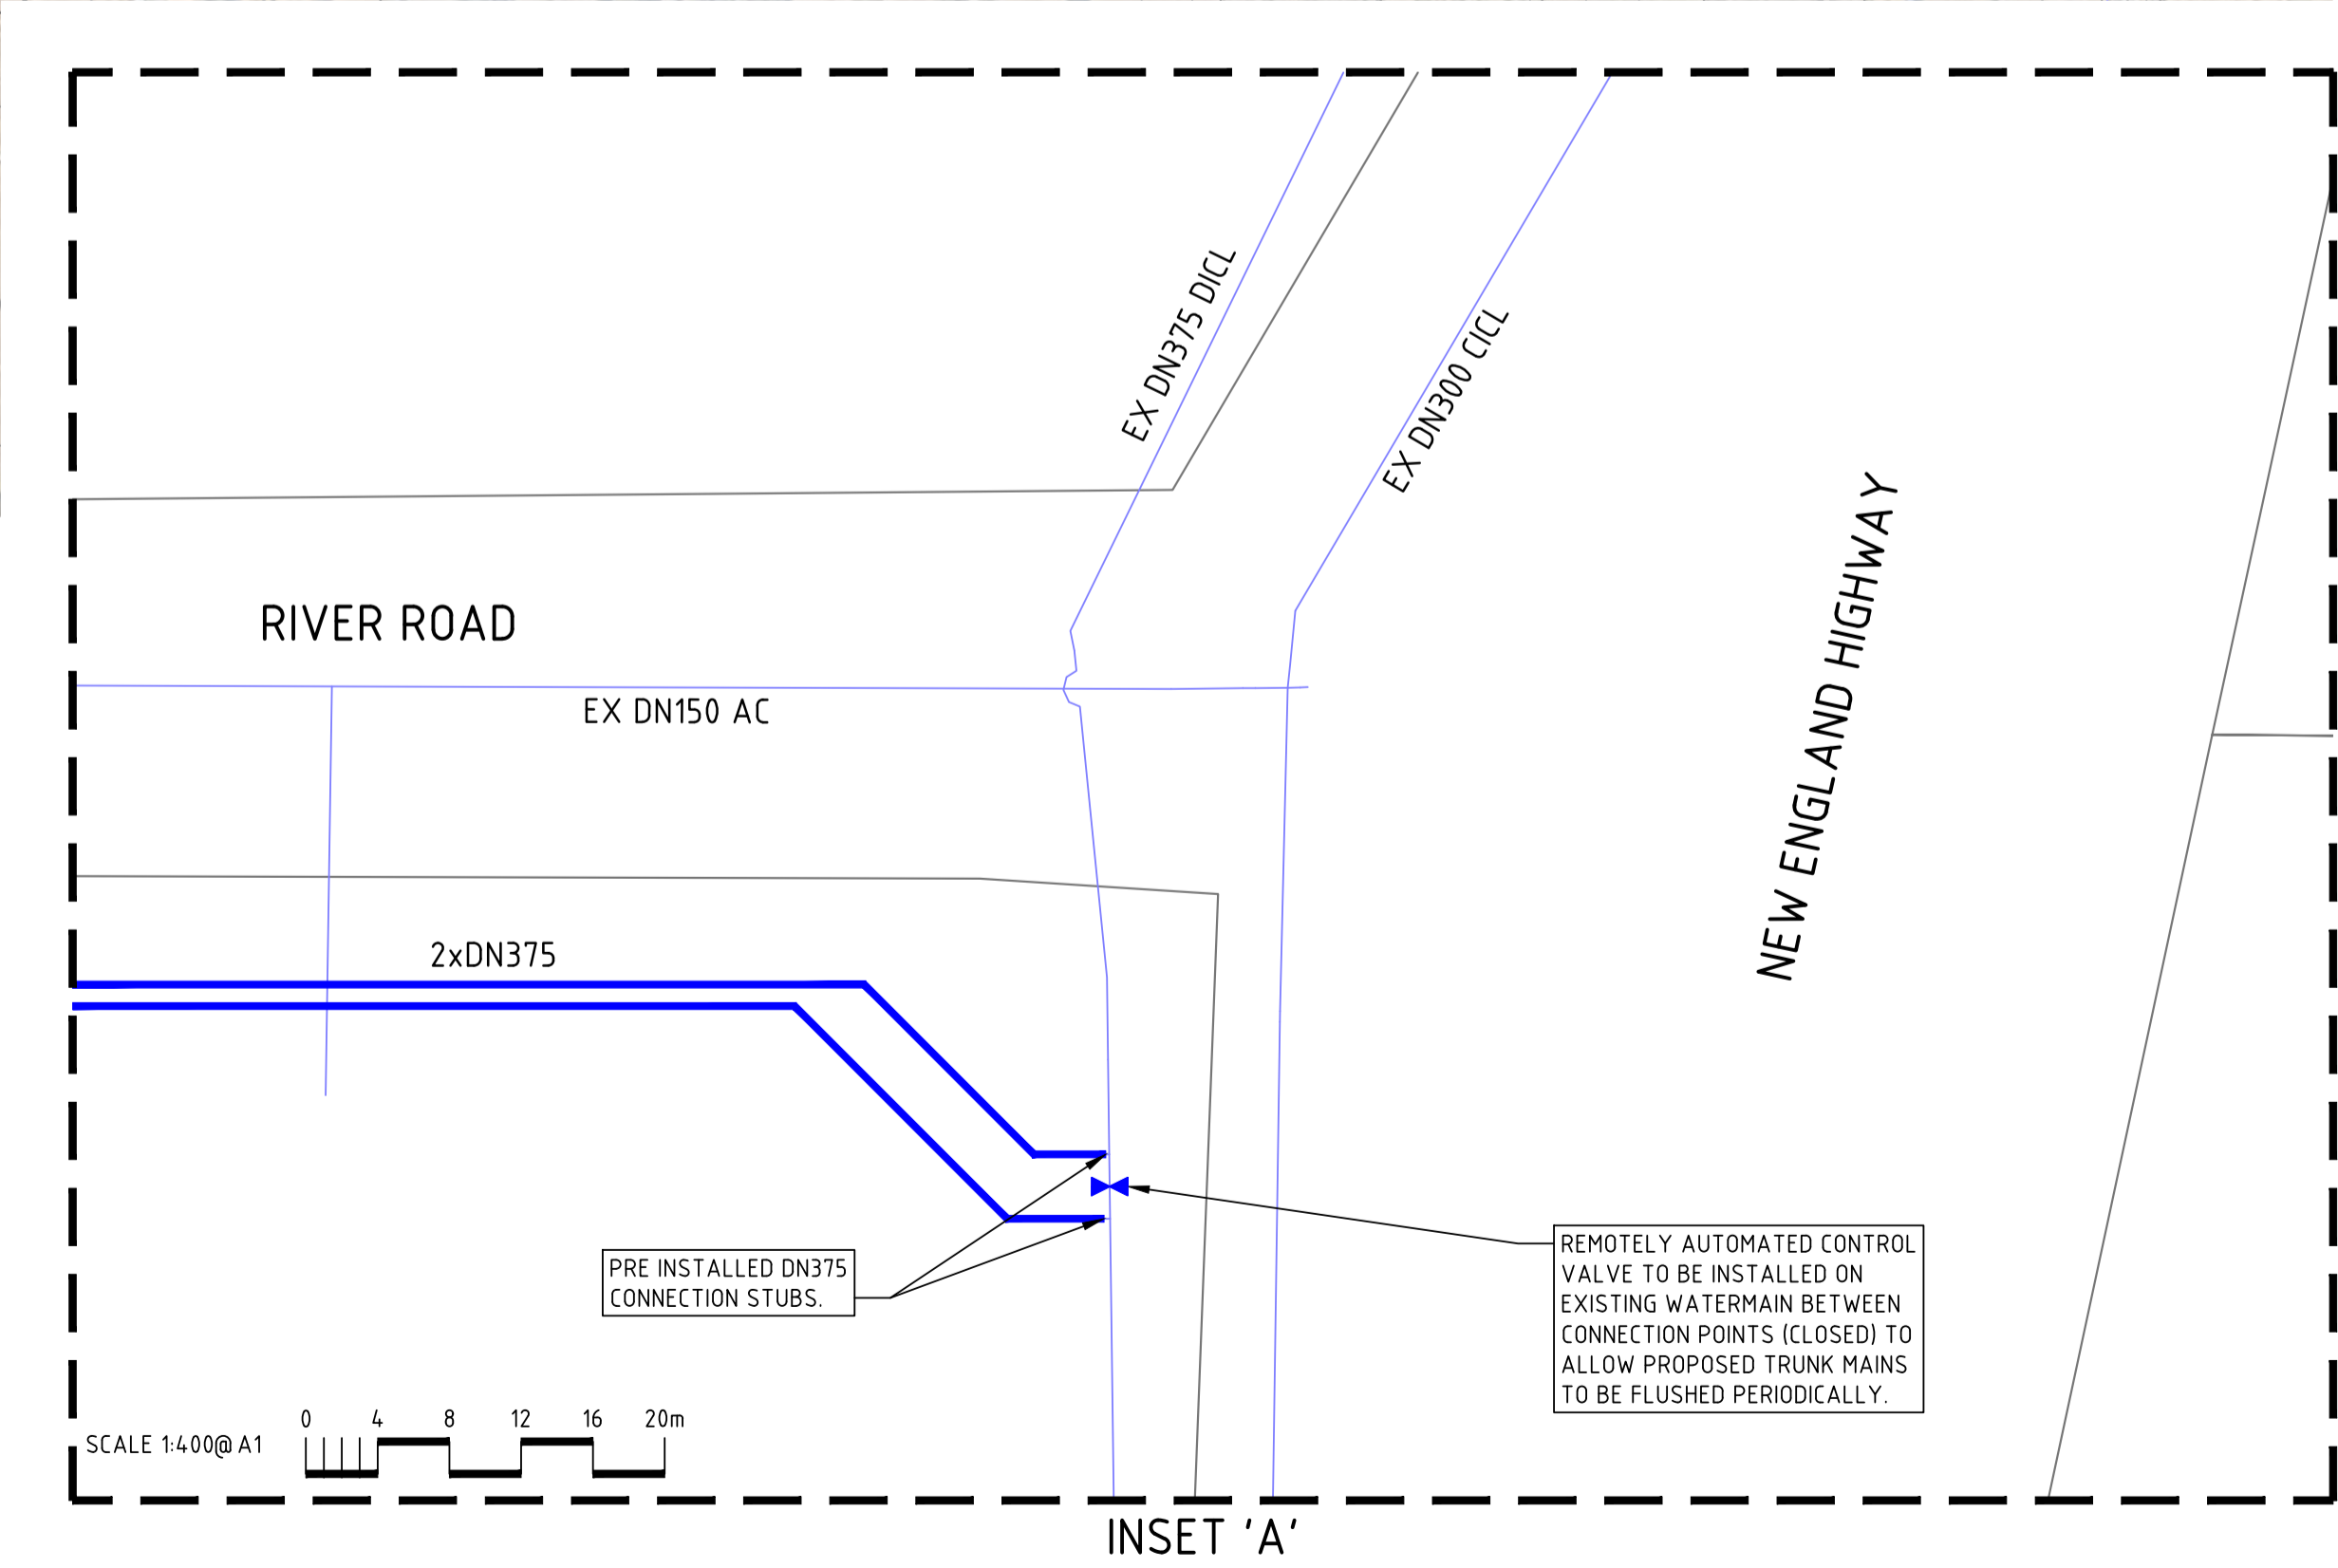 EX DN375 DICL
EX DN300 CICL
RIVER ROAD
EX DN150 AC
NEW ENGLAND HIGHWAY
2xDN375
PRE INSTALLED DN375
CONNECTION STUBS.
REMOTELY AUTOMATED CONTROL
VALVE TO BE INSTALLED ON
EXISTING WATERMAIN BETWEEN
CONNECTION POINTS (CLOSED) TO
ALLOW PROPOSED TRUNK MAINS
TO BE FLUSHED PERIODICALLY.
0 4 8 12 16 20m
SCALE 1:400@ A1
INSET 'A'